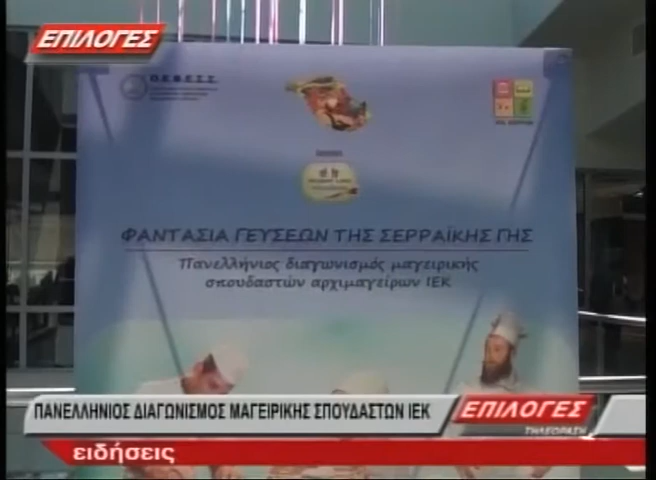 ΕΠΙΛΟΓΕΣ
Ο.Ε.Φ.Ε.Σ.Σ.
ΦΑΝΤΑΣΙΑ ΓΕΥΣΕΩΝ ΤΗΣ ΣΕΡΡΑΪΚΗΣ ΓΗΣ
Πανελλήνιος διαγωνισμός μαγειρικής
σπουδαστών αρχιμαγείρων ΙΕΚ
ΠΑΝΕΛΛΗΝΙΟΣ ΔΙΑΓΩΝΙΣΜΟΣ ΜΑΓΕΙΡΙΚΗΣ ΣΠΟΥΔΑΣΤΩΝ ΙΕΚ
ΕΠΙΛΟΓΕΣ
ΤΗΛΕΟΡΑΣΗ
ειδήσεις